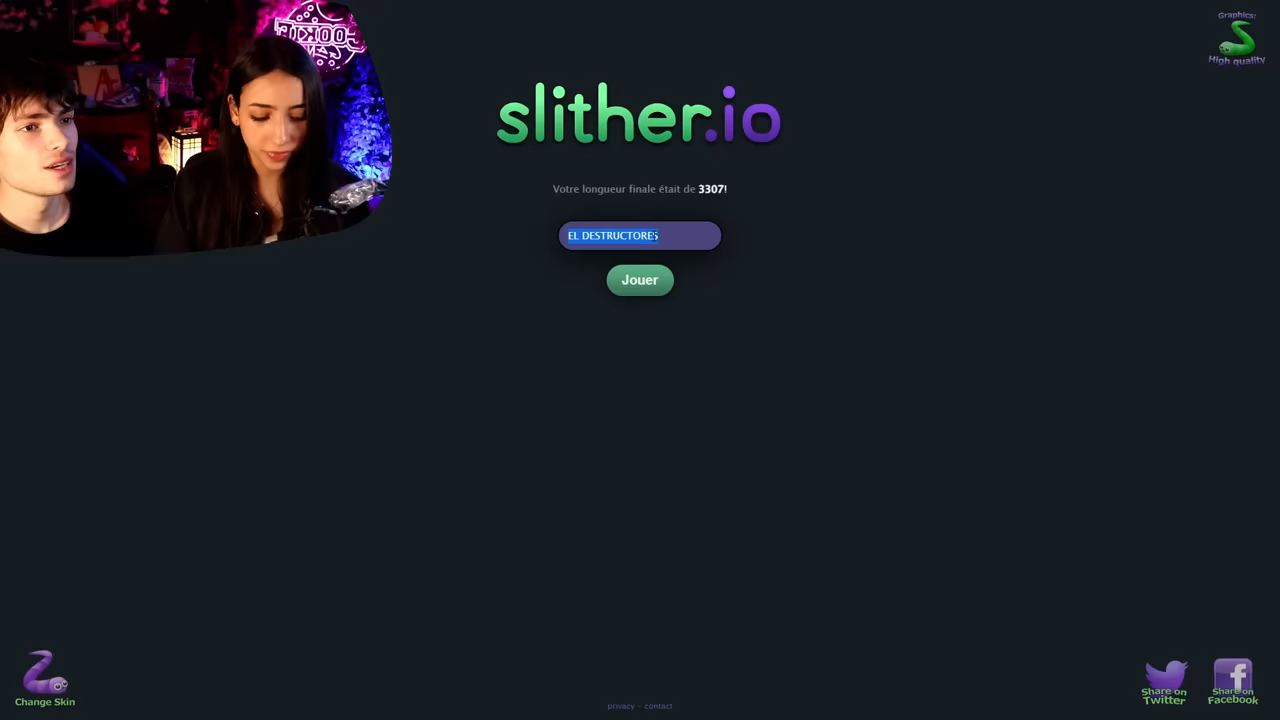 Graphics:
High quality
slither.io
Votre longueur finale était de 3307!
EL DESTRUCTORES
Jouer
Change Skin
privacy - contact
Share on
Twitter
Share on
Facebook